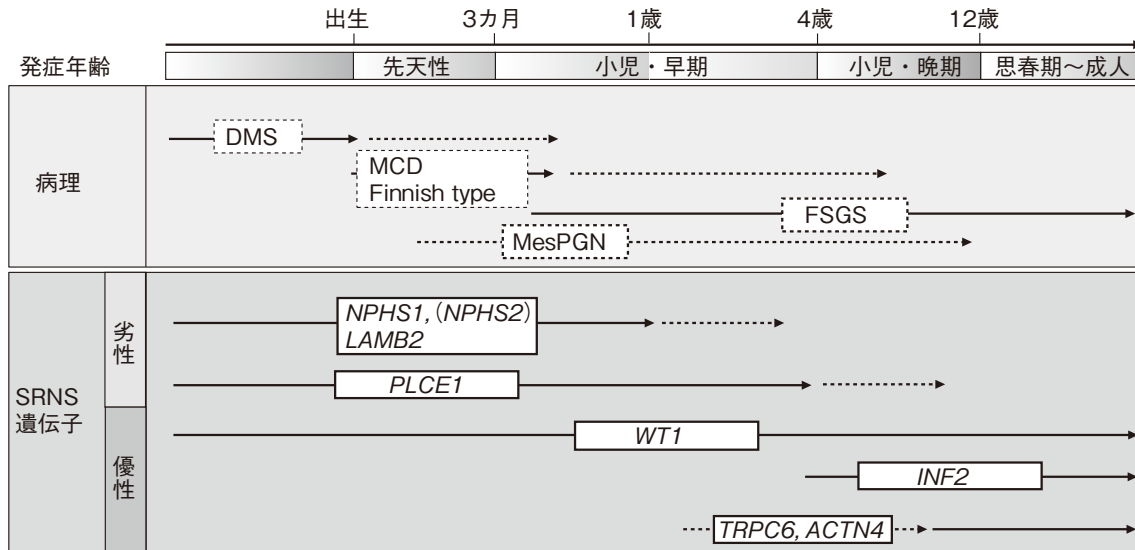 出生 3カ月 1歳 4歳 12歳
発症年齢 先天性 小児・早期 小児・晩期 思春期〜成人
病理
DMS
MCD
Finnish type
FSGS
MesPGN
SRNS
遺伝子
劣性
NPHS1, (NPHS2)
LAMB2
PLCE1
優性
WT1
INF2
TRPC6, ACTN4